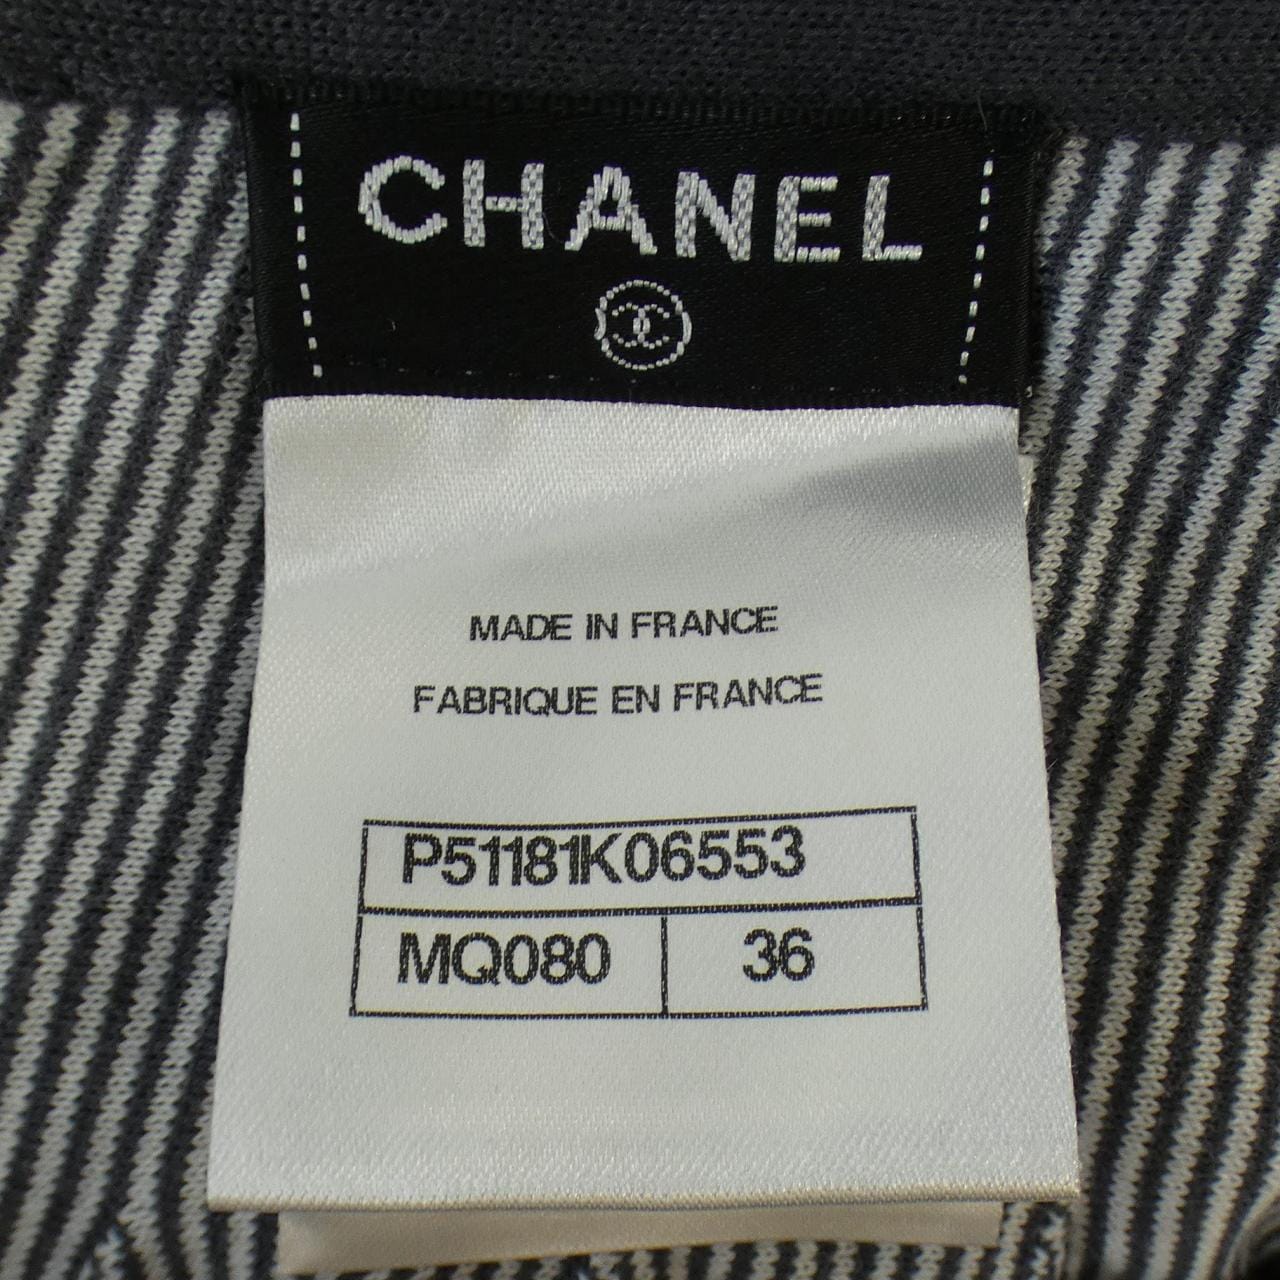 CHANEL
MADE IN FRANCE
FABRIQUE EN FRANCE
P51181K06553
MQ080 36